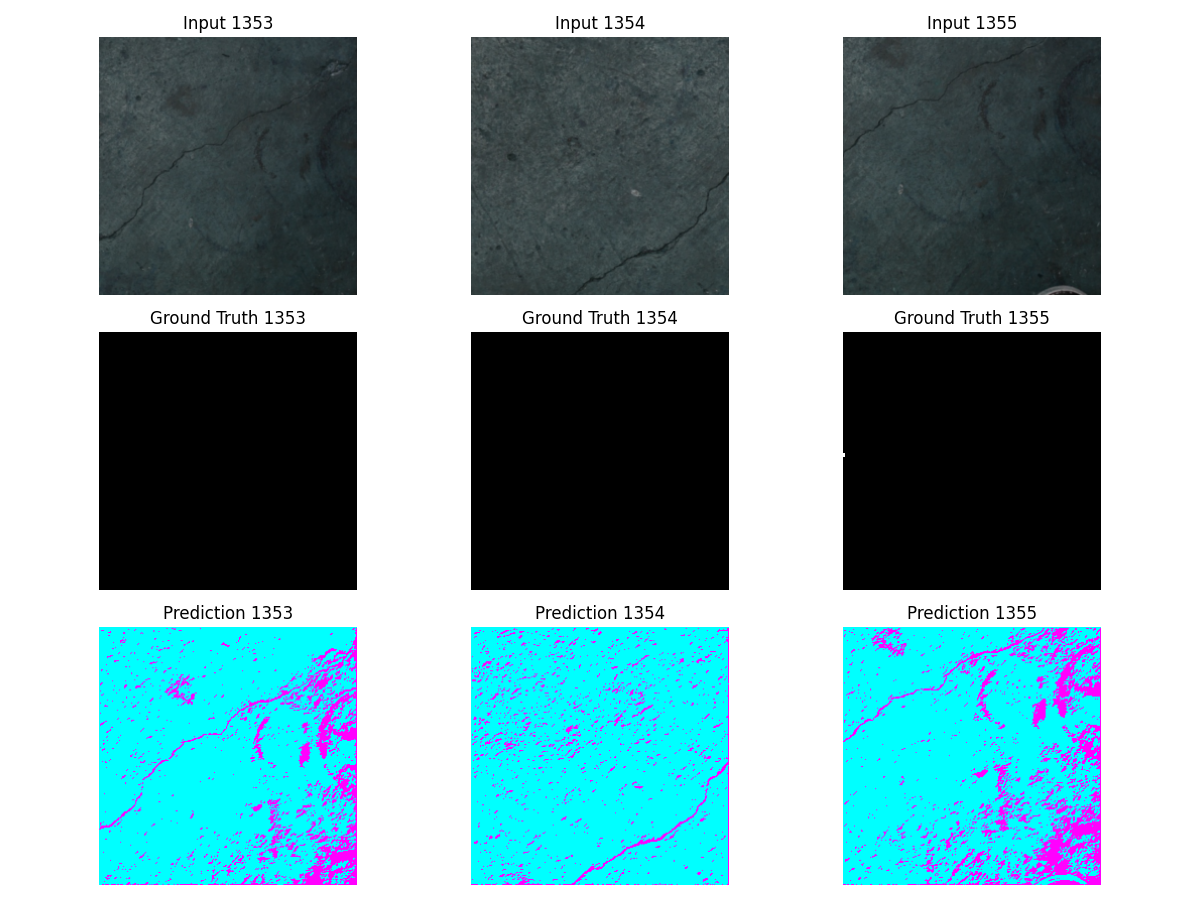 Input 1353
Input 1354
Input 1355
Ground Truth 1353
Ground Truth 1354
Ground Truth 1355
Prediction 1353
Prediction 1354
Prediction 1355